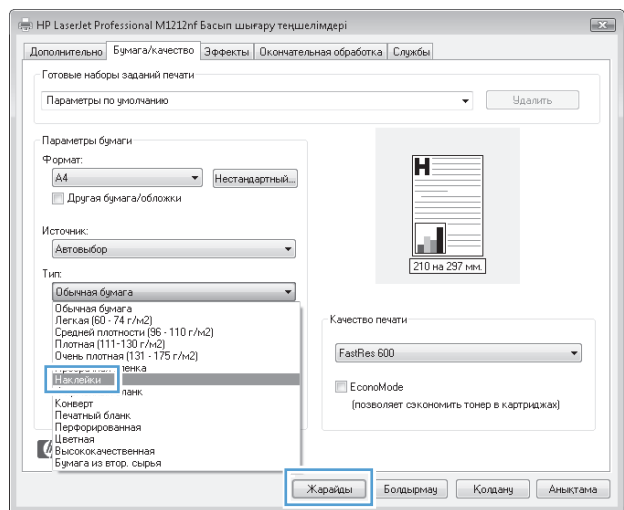 HP LaserJet Professional M1212nf Басып шығару теңшелімдері
Дополнительно Бумага/качество Эффекты Окончательная обработка Службы
Готовые наборы заданий печати
Параметры по умолчанию
Удалить
Параметры бумаги
Формат:
A4
Нестандартный...
Другая бумага/обложки
Источник:
Автовыбор
Тип:
Обычная бумага
Обычная бумага
Легкая (60 - 74 г/м2)
Средней плотности (96 - 110 г/м2)
Плотная (111-130 г/м2)
Очень плотная (131 - 175 г/м2)
Наклейки
Конверт
Печатный бланк
Перфорированная
Цветная
Высококачественная
Бумага из втор. сырья
H
210 на 297 мм.
Качество печати
FastRes 600
EconoMode
(позволяет сэкономить тонер в картриджах)
Жарайды Болдырмау Қолдану Анықтама